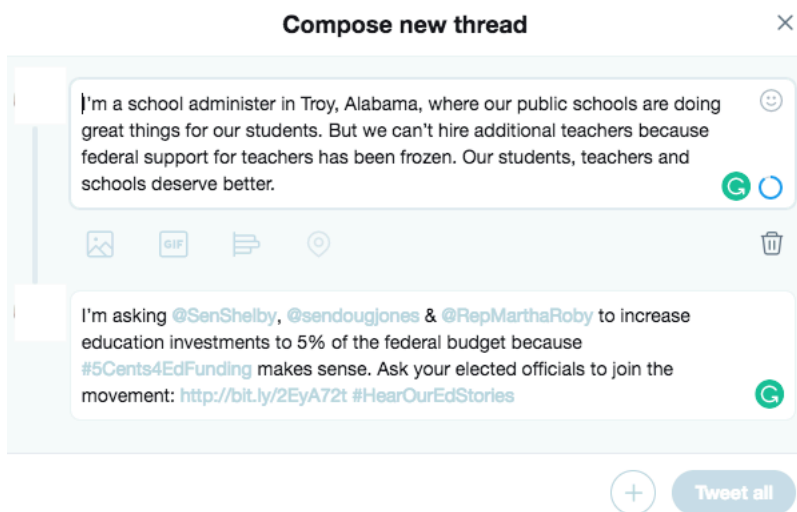 Compose new thread
I'm a school administer in Troy, Alabama, where our public schools are doing
great things for our students. But we can't hire additional teachers because
federal support for teachers has been frozen. Our students, teachers and
schools deserve better.
GIF
I'm asking @SenShelby, @sendougjones & @RepMarthaRoby to increase
education investments to 5% of the federal budget because
#5Cents4EdFunding makes sense. Ask your elected officials to join the
movement: http://bit.ly/2EyA72t #HearOurEdStories
Tweet all